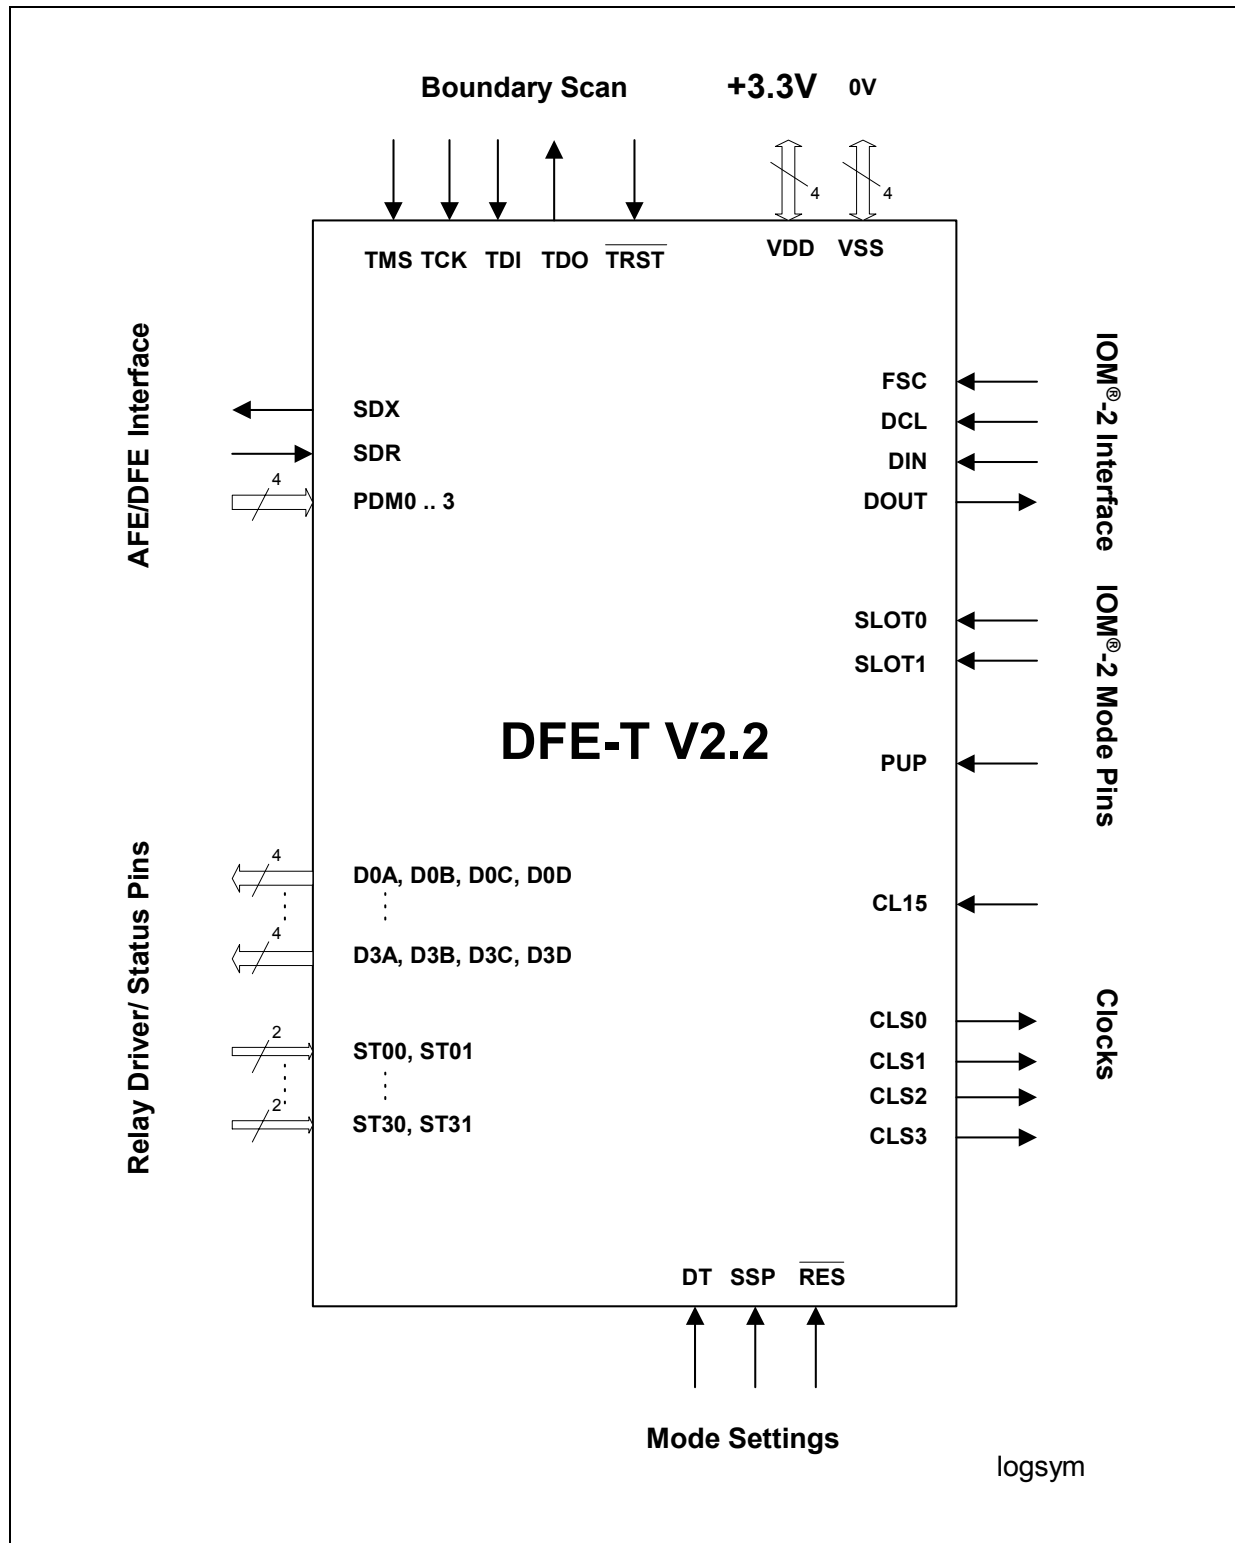 Boundary Scan
+3.3V
0V
4
4
TMS TCK TDI TDO TRST
VDD VSS
AFE/DFE Interface
SDX
SDR
4
PDM0 .. 3
IOM®-2 Interface
FSC
DCL
DIN
DOUT
IOM®-2 Mode Pins
SLOT0
SLOT1
PUP
DFE-T V2.2
Relay Driver/ Status Pins
4
D0A, D0B, D0C, D0D
4
D3A, D3B, D3C, D3D
2
ST00, ST01
2
ST30, ST31
CL15
Clocks
CLS0
CLS1
CLS2
CLS3
DT SSP RES
Mode Settings
logsym